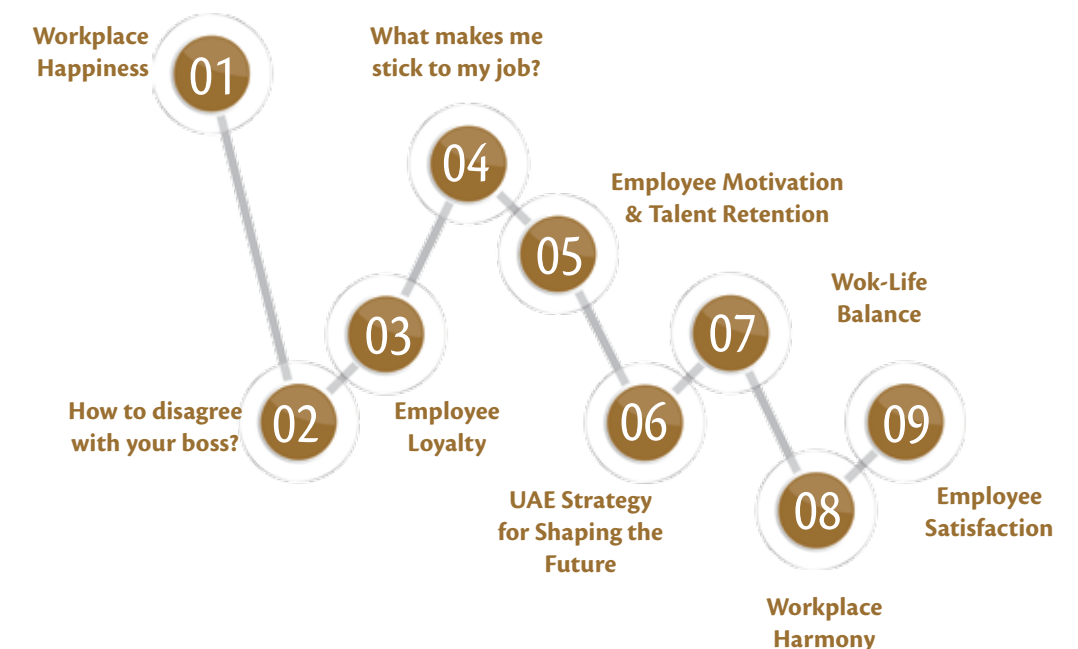 01
Workplace
Happiness
02
How to disagree
with your boss?
03
Employee
Loyalty
04
What makes me
stick to my job?
05
Employee Motivation
& Talent Retention
06
UAE Strategy
for Shaping the
Future
07
Wok-Life
Balance
08
Workplace
Harmony
09
Employee
Satisfaction